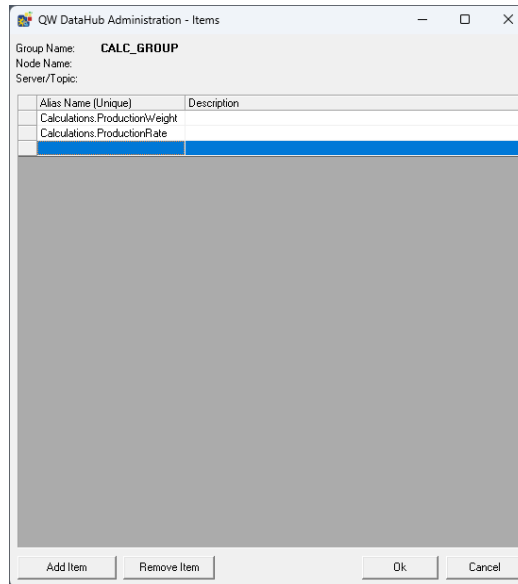 QW DataHub Administration - Items
Group Name: CALC_GROUP
Node Name:
Server/Topic:
Alias Name (Unique) Description
Calculations.ProductionWeight
Calculations.ProductionRate
Add Item Remove Item Ok Cancel